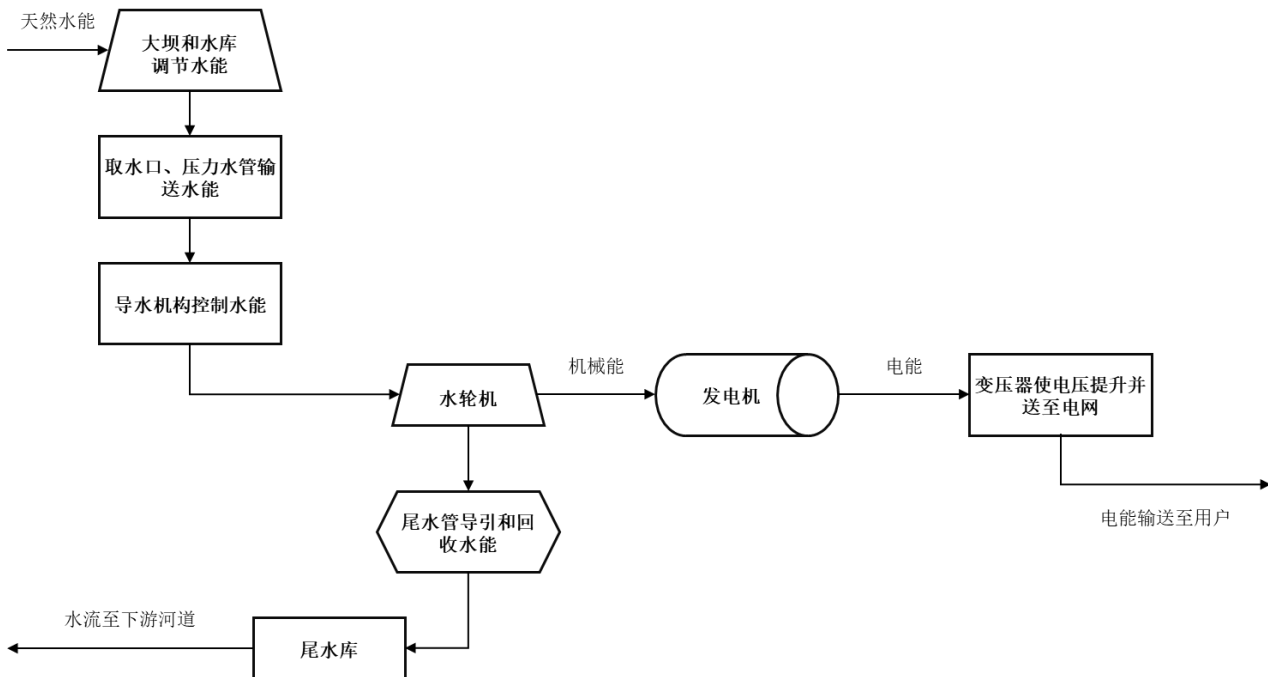 天然水能
大坝和水库
调节水能
取水口、压力水管输
送水能
导水机构控制水能
水轮机
机械能
发电机
电能
变压器使电压提升并
送至电网
电能输送至用户
尾水管导引和回
收水能
尾水库
水流至下游河道